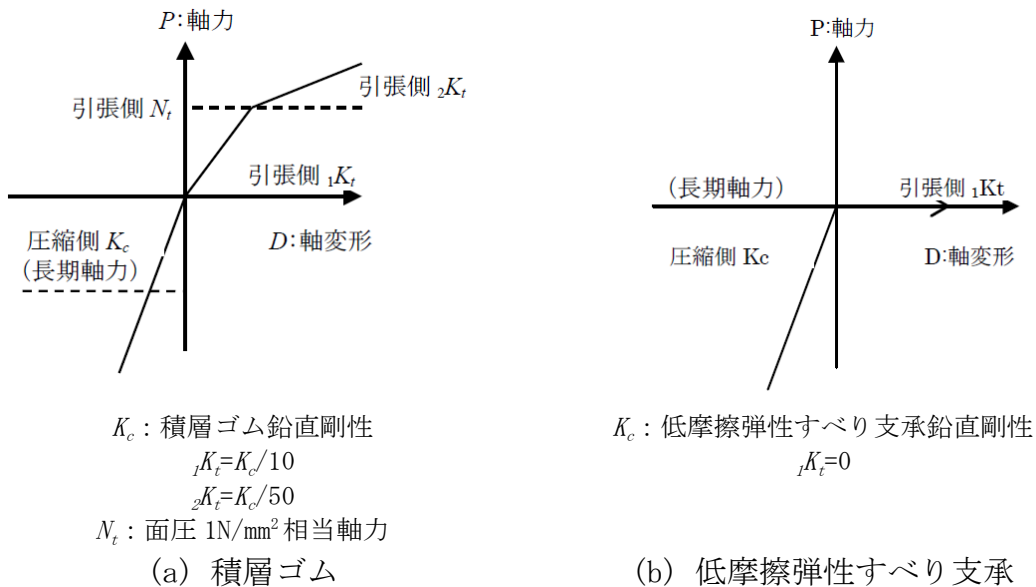 P:軸力
引張側 Nt
引張側 2Kt
引張側 1Kt
圧縮側 Kc
(長期軸力)
D:軸変形
Kc：積層ゴム鉛直剛性
1Kt=Kc/10
2Kt=Kc/50
Nt：面圧 1N/mm²相当軸力
(a) 積層ゴム
P:軸力
(長期軸力)
引張側 1Kt
圧縮側 Kc
D:軸変形
Kc：低摩擦弾性すべり支承鉛直剛性
1Kt=0
(b) 低摩擦弾性すべり支承